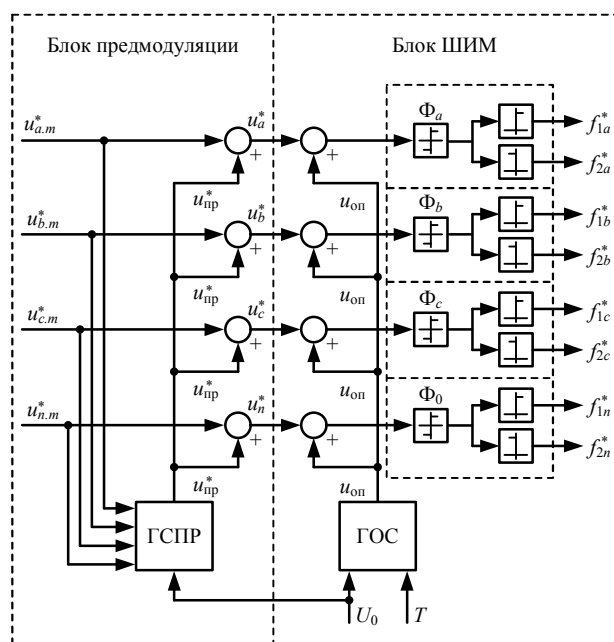 Блок предмодуляции Блок ШИМ
u*a.m u*a Φa f*1a
+ f*2a
u*пр uоп
u*b.m u*b Φb f*1b
+ f*2b
u*пр uоп
u*c.m u*c Φc f*1c
+ f*2c
u*пр uоп
u*n.m u*n Φ0 f*1n
+ f*2n
u*пр uоп
ГСПР ГОС
U0 T